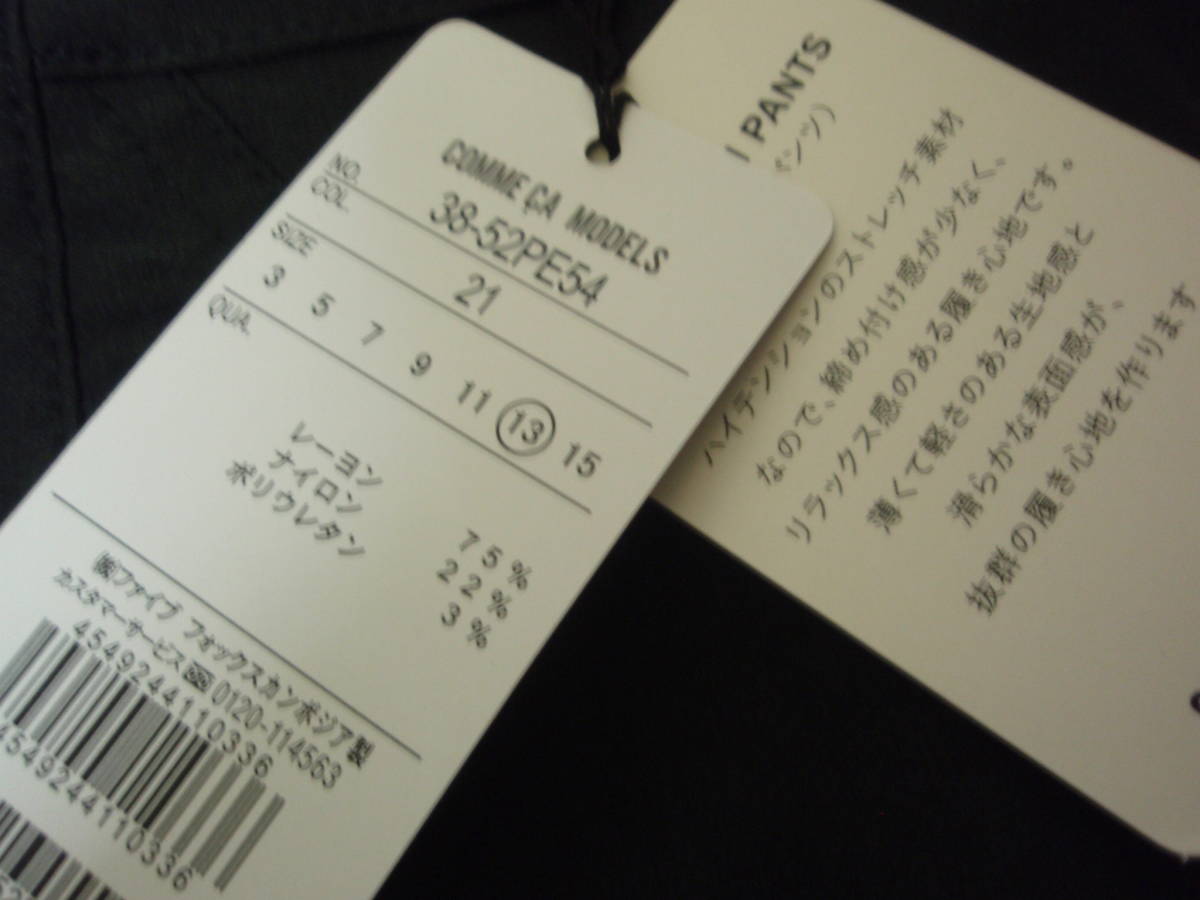 COMME ÇA MODELS
NO. 38-52PE54
COL. 21
SIZE
3 5 7 9 11 13 15
QUA.
レーヨン 75%
ナイロン 22%
ポリウレタン 3%
㈱ファイブ フォックスカンボジア製
カスタマーサービス 0120-114563
4549244110336
4549244110336
PANTS
パンツ)
ハイテンションのストレッチ素材
なので、締め付け感が少なく、
リラックス感のある履き心地です。
薄くて軽さのある生地感と
滑らかな表面感が、
抜群の履き心地を作ります